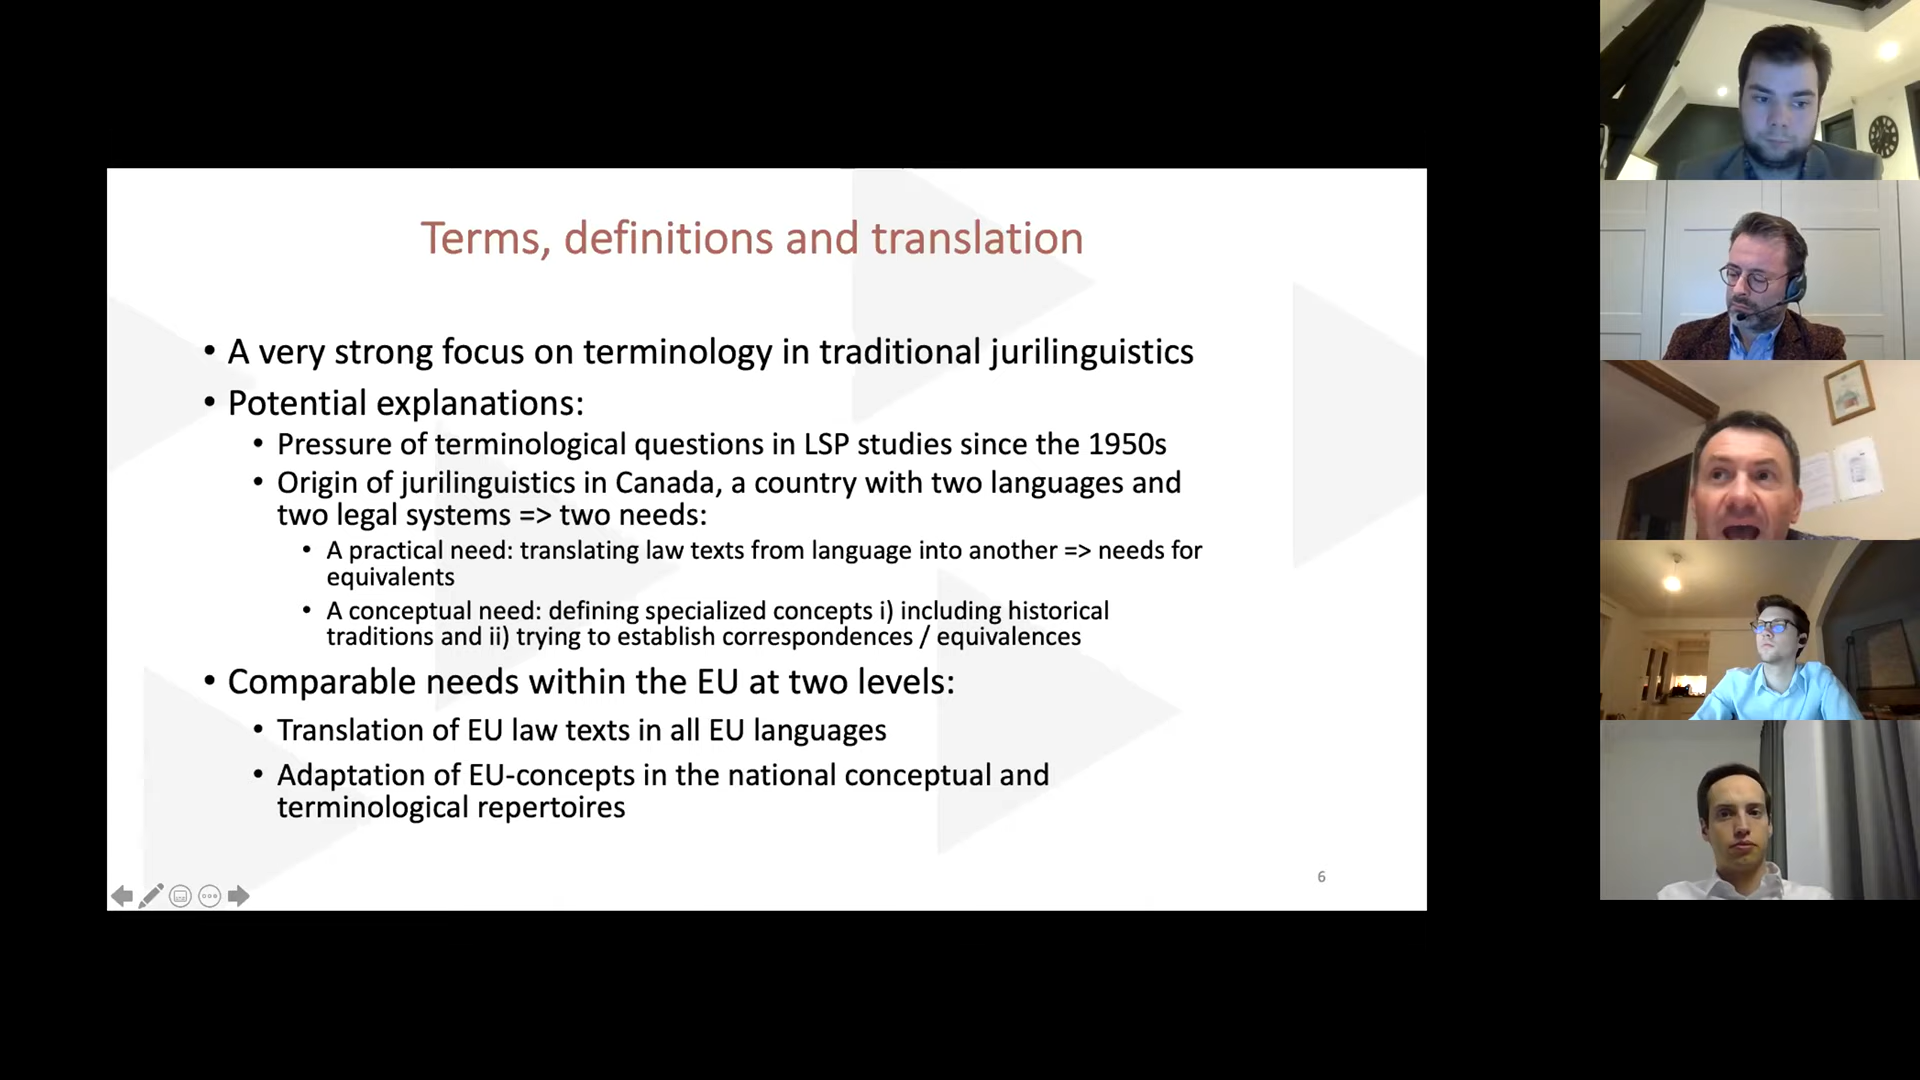 Terms, definitions and translation
• A very strong focus on terminology in traditional jurilinguistics
• Potential explanations:
• Pressure of terminological questions in LSP studies since the 1950s
• Origin of jurilinguistics in Canada, a country with two languages and
two legal systems => two needs:
• A practical need: translating law texts from language into another => needs for
equivalents
• A conceptual need: defining specialized concepts i) including historical
traditions and ii) trying to establish correspondences / equivalences
• Comparable needs within the EU at two levels:
• Translation of EU law texts in all EU languages
• Adaptation of EU-concepts in the national conceptual and
terminological repertoires
6